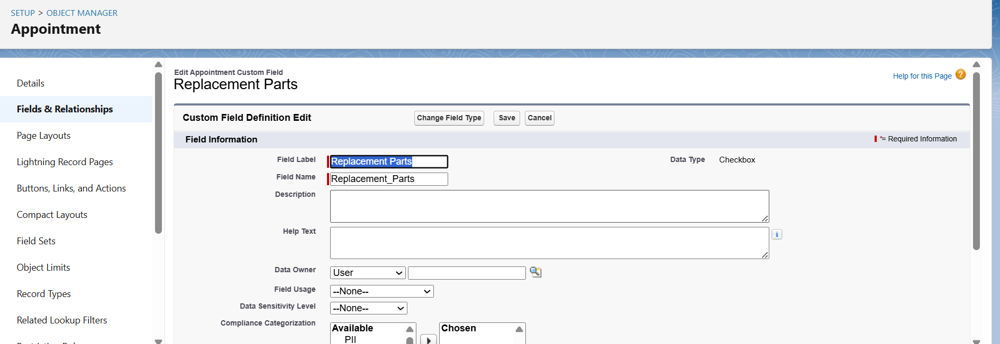 SETUP > OBJECT MANAGER
Appointment
Details
Fields & Relationships
Page Layouts
Lightning Record Pages
Buttons, Links, and Actions
Compact Layouts
Field Sets
Object Limits
Record Types
Related Lookup Filters
Edit Appointment Custom Field
Replacement Parts
Help for this Page ?
Custom Field Definition Edit
Change Field Type
Save
Cancel
Field Information
*= Required Information
Field Label Replacement Parts
Data Type Checkbox
Field Name Replacement_Parts
Description
Help Text
i
Data Owner User
Field Usage --None--
Data Sensitivity Level --None--
Compliance Categorization
Available
PII
Chosen